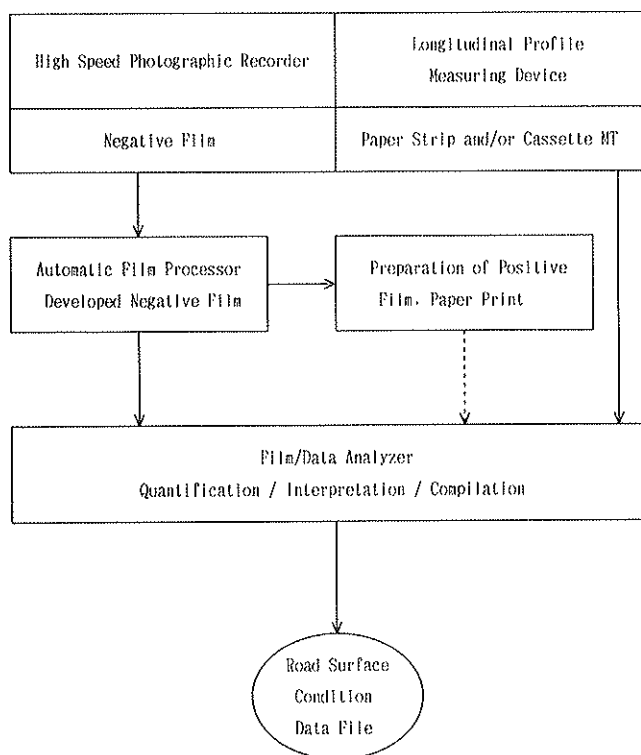 High Speed Photographic Recorder
Longitudinal Profile
Measuring Device
Negative Film
Paper Strip and/or Cassette MT
Automatic Film Processor
Developed Negative Film
Preparation of Positive
Film, Paper Print
Film/Data Analyzer
Quantification / Interpretation / Compilation
Road Surface
Condition
Data File